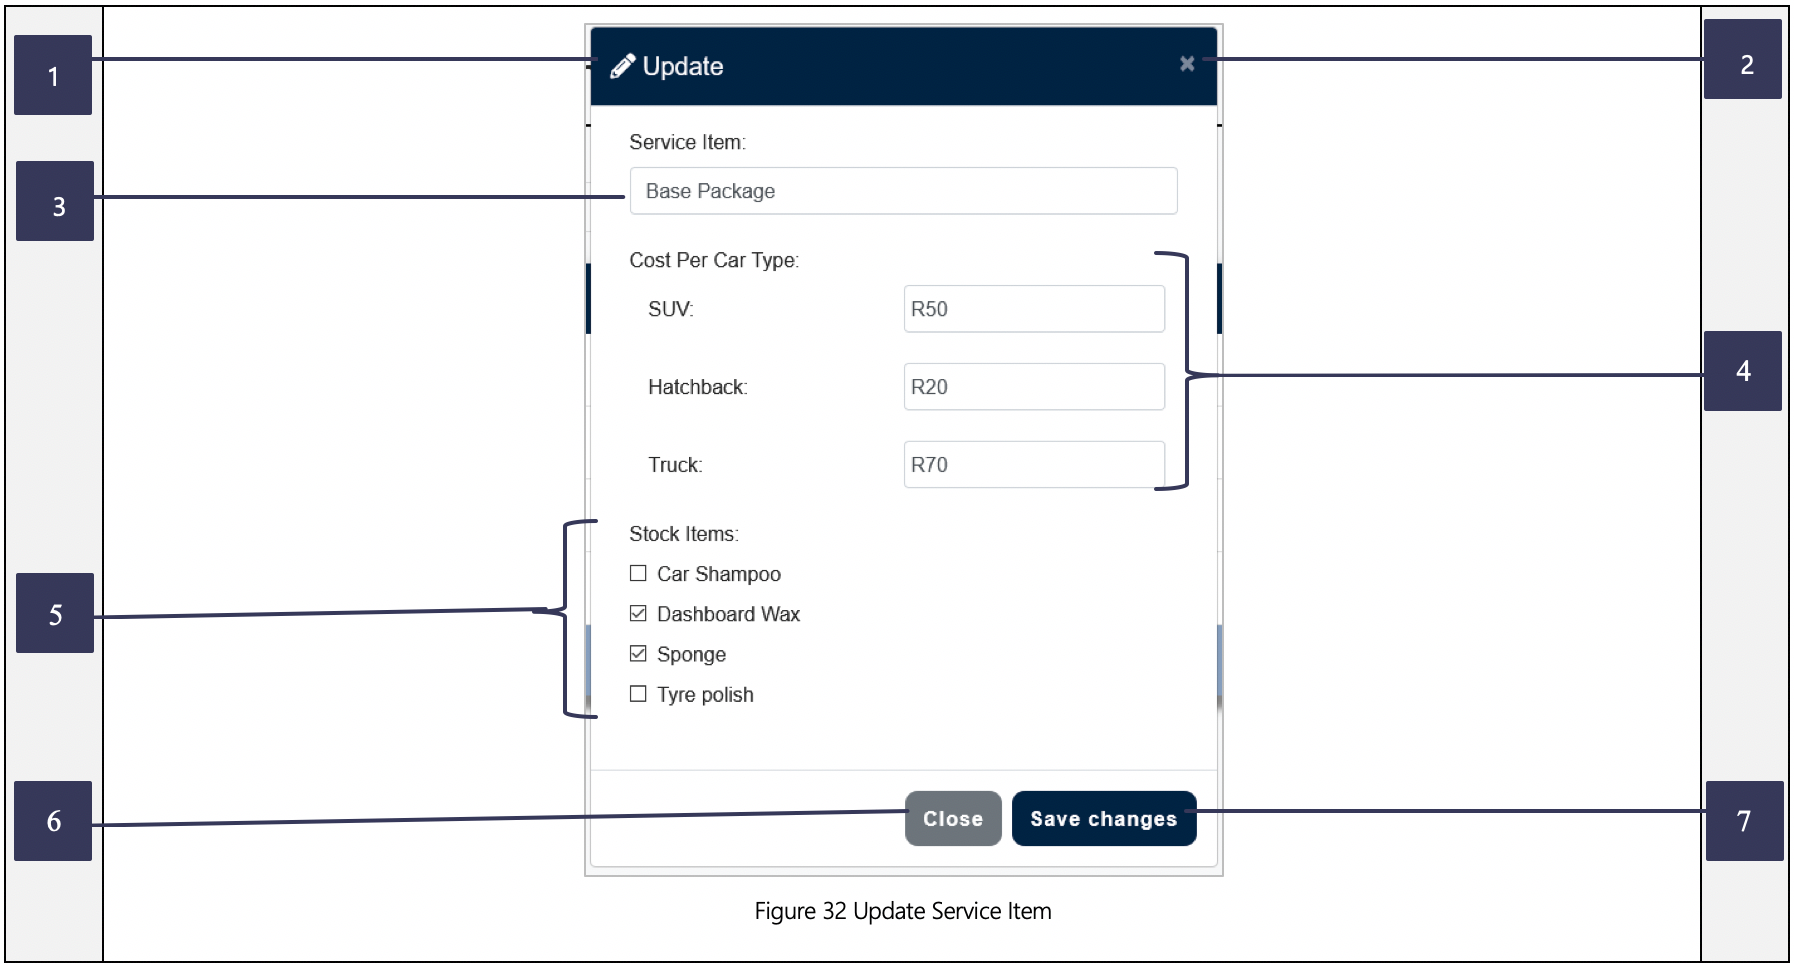 1
Update
2
Service Item:
3
Base Package
Cost Per Car Type:
SUV: R50
4
Hatchback: R20
Truck: R70
Stock Items:
Car Shampoo
5
Dashboard Wax
Sponge
Tyre polish
6
Close Save changes
7
Figure 32 Update Service Item